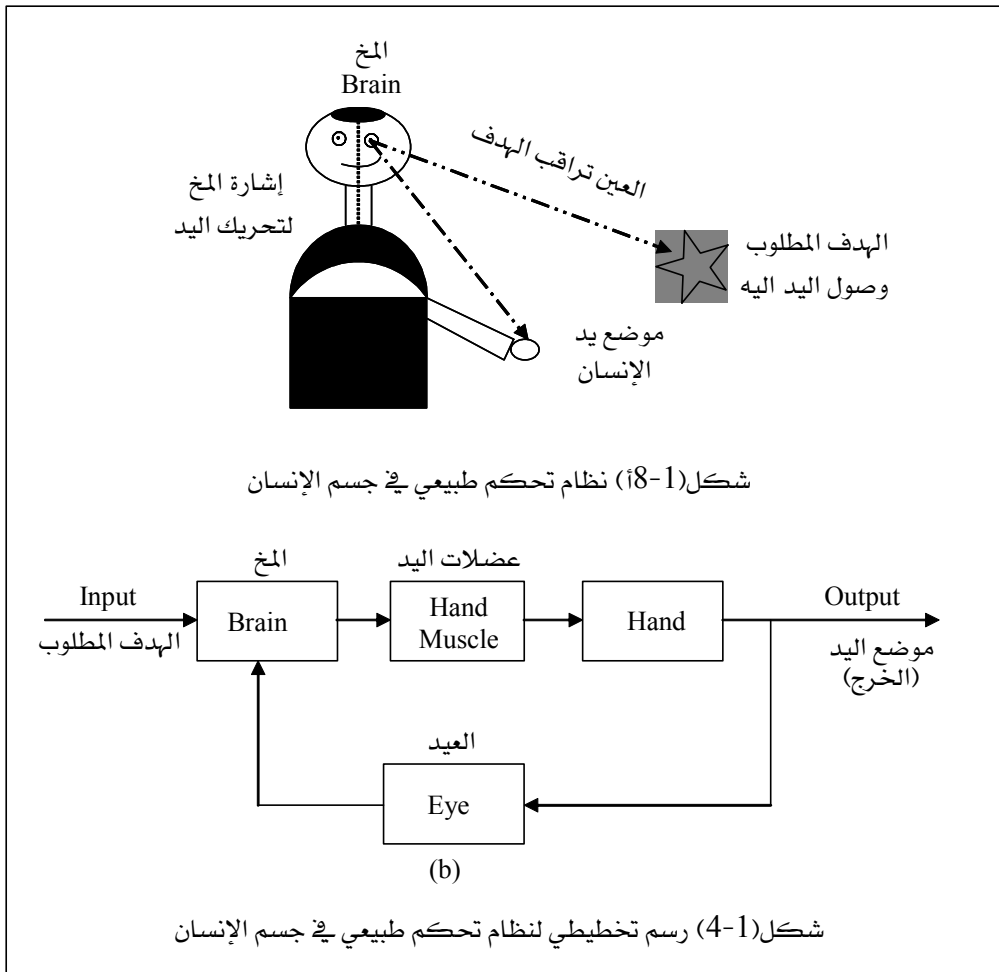 المخ
Brain
العين تراقب الهدف
إشارة المخ
لتحريك اليد
الهدف المطلوب
وصول اليد اليه
موضع يد
الإنسان
شكل(1-8أ) نظام تحكم طبيعي في جسم الإنسان
المخ
عضلات اليد
Input
Brain
Hand
Muscle
Hand
Output
الهدف المطلوب
موضع اليد
(الخرج)
العيد
Eye
(b)
شكل(1-4) رسم تخطيطي لنظام تحكم طبيعي في جسم الإنسان